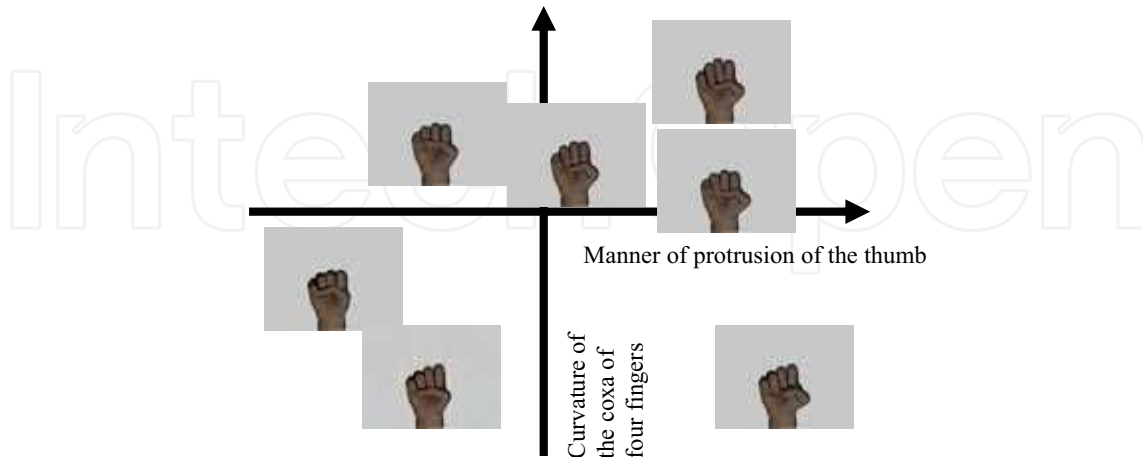 IntechOpen
Manner of protrusion of the thumb
Curvature of
the coxa of
four fingers